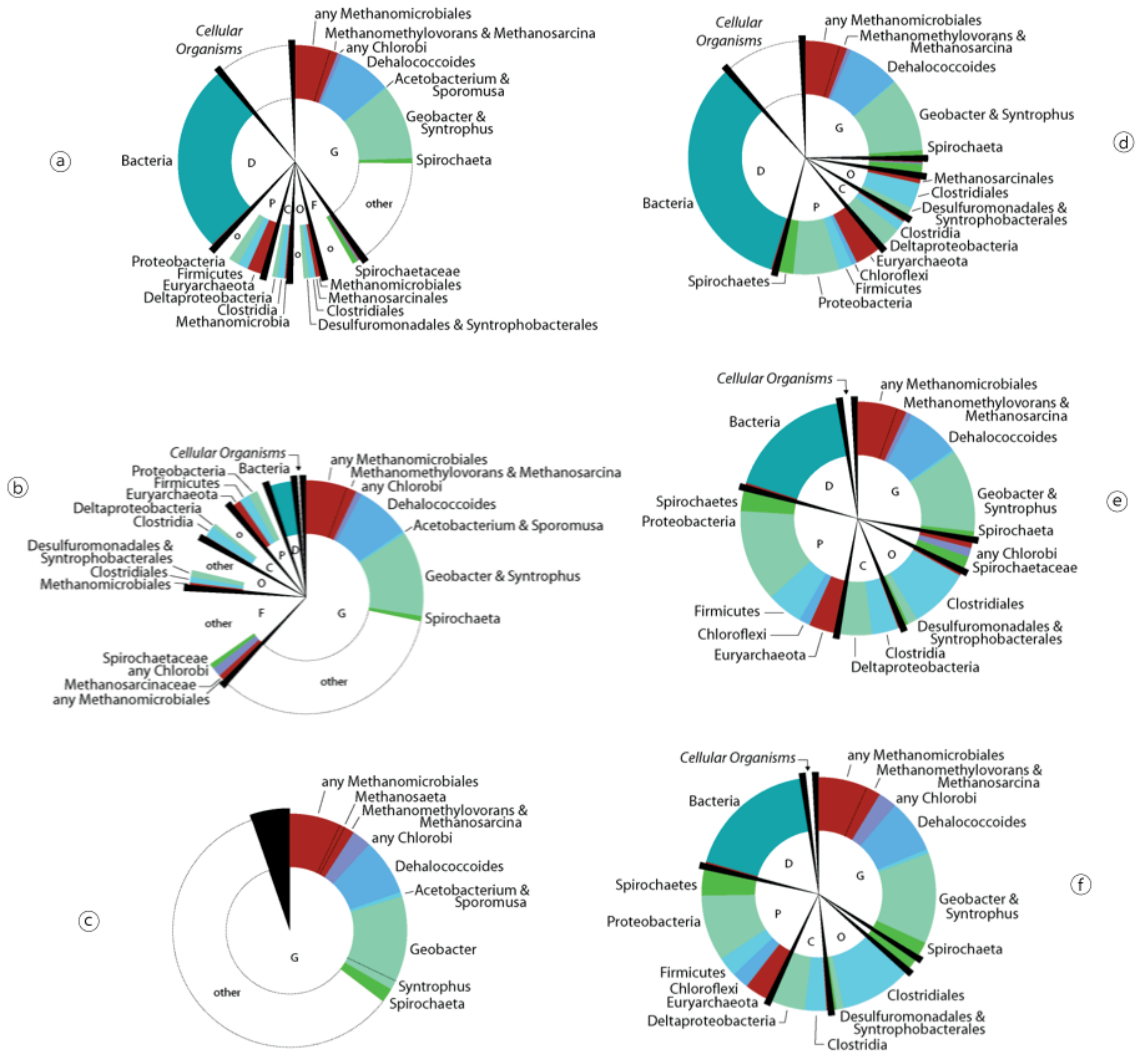 Cellular
Organisms
any Methanomicrobiales
Methanomethylovorans & Methanosarcina
any Chlorobi
Dehalococcoides
Acetobacterium &
Sporomusa
Geobacter &
Syntrophus
Spirochaeta
other
Spirochaetaceae
Methanomicrobiales
Methanosarcinales
Clostridiales
Desulfuromonadales & Syntrophobacterales
Methanomicrobia
Clostridia
Deltaproteobacteria
Euryarchaeota
Firmicutes
Proteobacteria
Bacteria
D
G
P
C
O
F
o
o
o
a
Cellular
Organisms
any Methanomicrobiales
Methanomethylovorans &
Methanosarcina
Dehalococcoides
Geobacter & Syntrophus
Spirochaeta
Methanosarcinales
Clostridiales
Desulfuromonadales &
Syntrophobacterales
Clostridia
Deltaproteobacteria
Euryarchaeota
Chloroflexi
Firmicutes
Proteobacteria
Spirochaetes
Bacteria
G
D
O
C
P
d
Cellular Organisms
Bacteria
Proteobacteria
Firmicutes
Euryarchaeota
Deltaproteobacteria
Clostridia
Desulfuromonadales &
Syntrophobacterales
Clostridiales
Methanomicrobiales
other
other
Spirochaetaceae
any Chlorobi
Methanosarcinaceae
any Methanomicrobiales
any Methanomicrobiales
Methanomethylovorans & Methanosarcina
any Chlorobi
Dehalococcoides
Acetobacterium & Sporomusa
Geobacter & Syntrophus
Spirochaeta
other
o
D
P
C
O
F
G
b
Cellular Organisms
any Methanomicrobiales
Methanomethylovorans &
Methanosarcina
Dehalococcoides
Geobacter &
Syntrophus
Spirochaeta
any Chlorobi
Spirochaetaceae
Clostridiales
Desulfuromonadales &
Syntrophobacterales
Clostridia
Deltaproteobacteria
Euryarchaeota
Chloroflexi
Firmicutes
Proteobacteria
Spirochaetes
Bacteria
D
G
P
O
C
e
any Methanomicrobiales
Methanosaeta
Methanomethylovorans &
Methanosarcina
any Chlorobi
Dehalococcoides
Acetobacterium &
Sporomusa
Geobacter
Syntrophus
Spirochaeta
other
G
c
Cellular Organisms
any Methanomicrobiales
Methanomethylovorans &
Methanosarcina
any Chlorobi
Dehalococcoides
Geobacter &
Syntrophus
Spirochaeta
Clostridiales
Desulfuromonadales &
Syntrophobacterales
Clostridia
Deltaproteobacteria
Euryarchaeota
Chloroflexi
Firmicutes
Proteobacteria
Spirochaetes
Bacteria
D
G
P
O
C
f